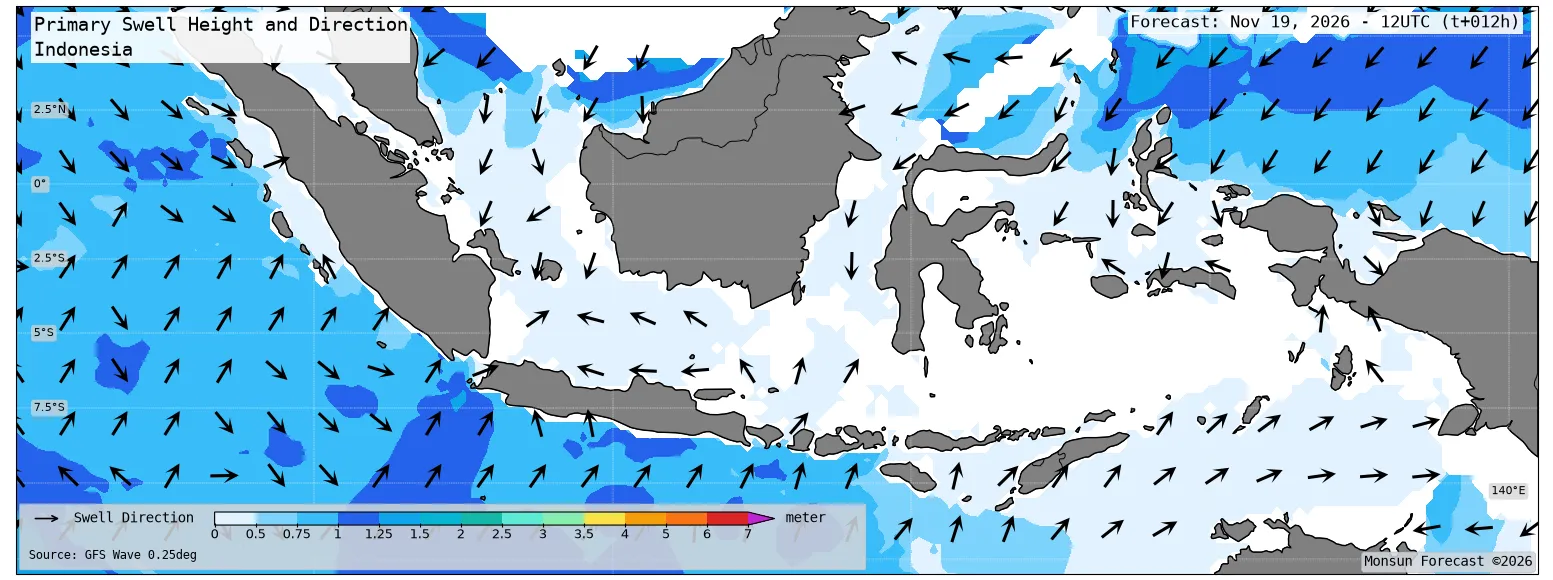 Primary Swell Height and Direction
Indonesia
Forecast: Nov 19, 2026 - 12UTC (t+012h)
2.5°N
0°
2.5°S
5°S
7.5°S
140°E
Swell Direction
0 0.5 0.75 1 1.25 1.5 2 2.5 3 3.5 4 5 6 7
meter
Source: GFS Wave 0.25deg
Monsun Forecast ©2026